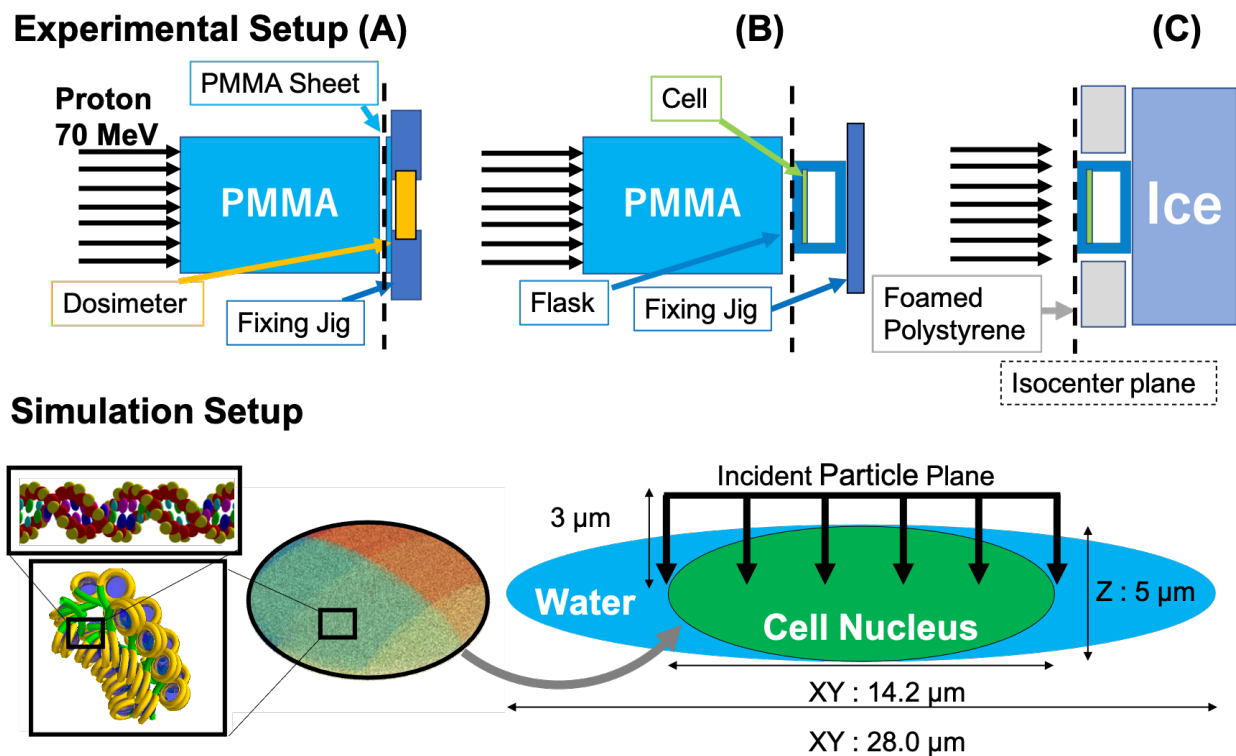 Experimental Setup (A)
(B)
(C)
PMMA Sheet
Proton
70 MeV
PMMA
Dosimeter
Fixing Jig
Cell
PMMA
Flask
Fixing Jig
Ice
Foamed
Polystyrene
Isocenter plane
Simulation Setup
Incident Particle Plane
3 μm
Water
Cell Nucleus
Z : 5 μm
XY : 14.2 μm
XY : 28.0 μm